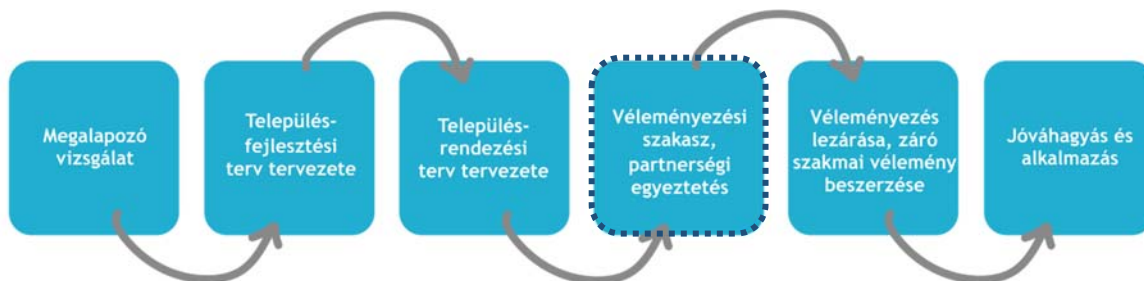 Megalapozó
vizsgálat
Település-
fejlesztési
terv tervezete
Település-
rendezési
terv tervezete
Véleményezési
szakasz,
partnerségi
egyeztetés
Véleményezés
lezárása, záró
szakmai vélemény
beszerzése
Jóváhagyás és
alkalmazás